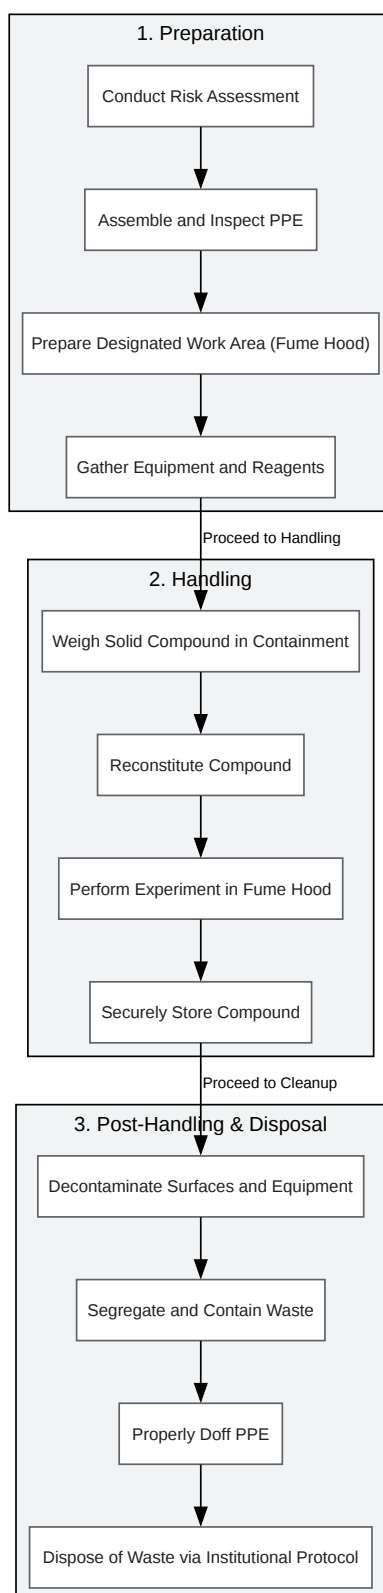 1. Preparation
Conduct Risk Assessment
Assemble and Inspect PPE
Prepare Designated Work Area (Fume Hood)
Gather Equipment and Reagents
Proceed to Handling
2. Handling
Weigh Solid Compound in Containment
Reconstitute Compound
Perform Experiment in Fume Hood
Securely Store Compound
Proceed to Cleanup
3. Post-Handling & Disposal
Decontaminate Surfaces and Equipment
Segregate and Contain Waste
Properly Doff PPE
Dispose of Waste via Institutional Protocol